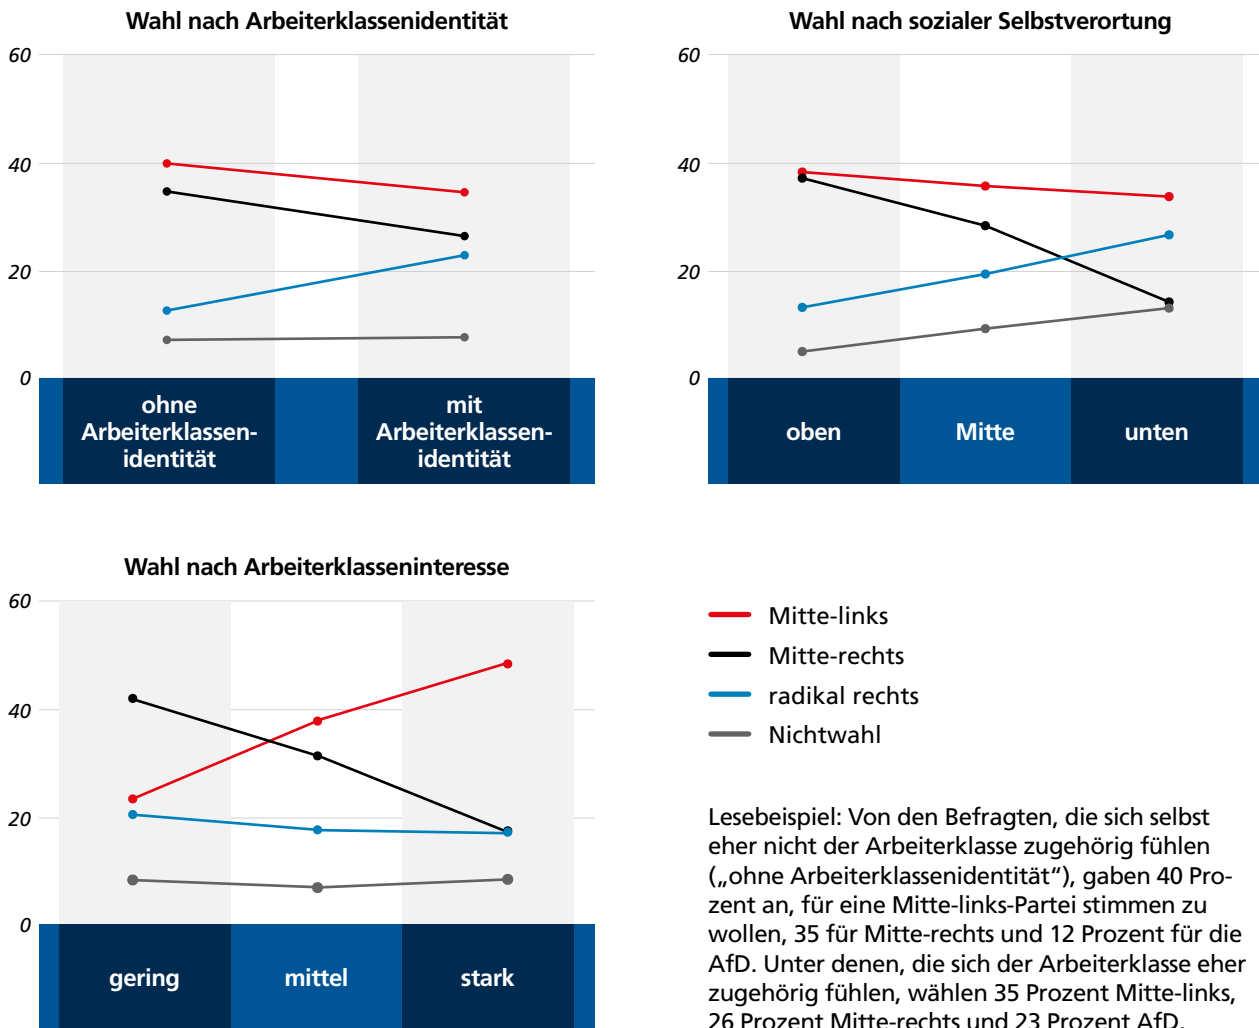 Wahl nach Arbeiterklassenidentität
60
40
20
0
ohne
Arbeiterklassen-
identität
mit
Arbeiterklassen-
identität
Wahl nach sozialer Selbstverortung
60
40
20
0
oben
Mitte
unten
Wahl nach Arbeiterklasseninteresse
60
40
20
0
gering
mittel
stark
Mitte-links
Mitte-rechts
radikal rechts
Nichtwahl
Lesebeispiel: Von den Befragten, die sich selbst
eher nicht der Arbeiterklasse zugehörig fühlen
(„ohne Arbeiterklassenidentität“), gaben 40 Pro-
zent an, für eine Mitte-links-Partei stimmen zu
wollen, 35 für Mitte-rechts und 12 Prozent für die
AfD. Unter denen, die sich der Arbeiterklasse eher
zugehörig fühlen, wählen 35 Prozent Mitte-links,
26 Prozent Mitte-rechts und 23 Prozent AfD.